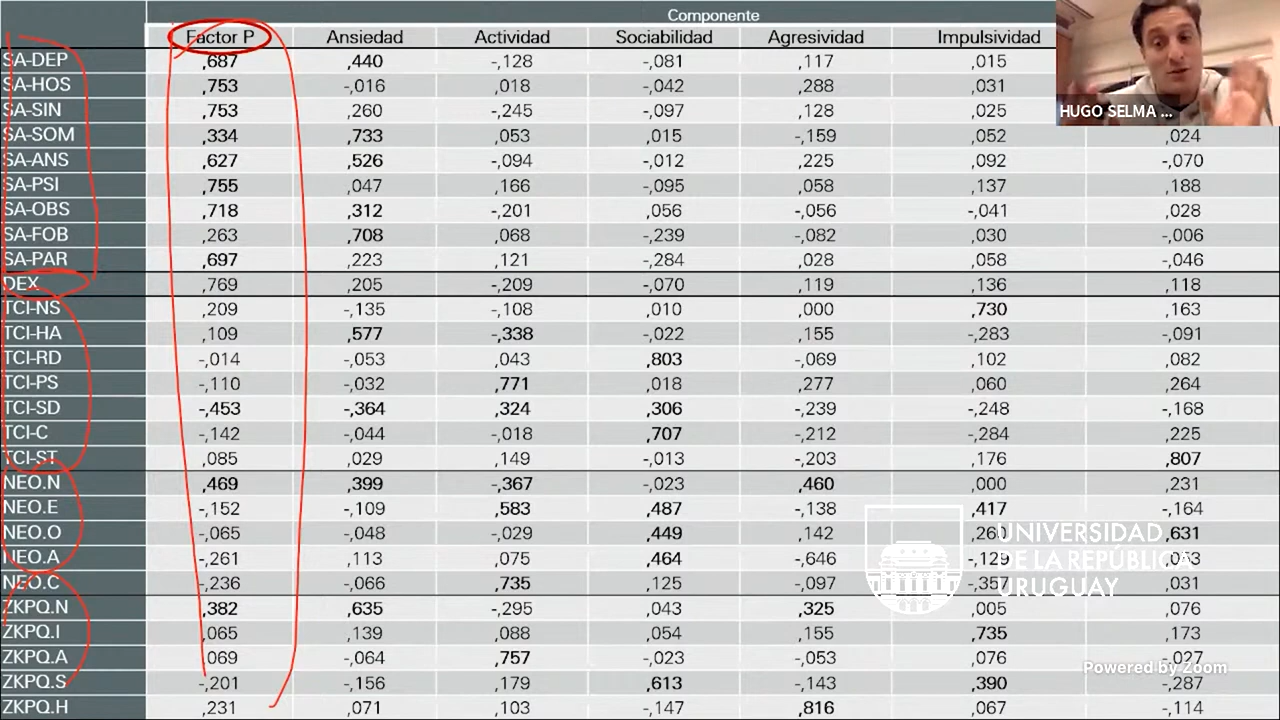 Componente
Factor P Ansiedad Actividad Sociabilidad Agresividad Impulsividad
SA-DEP ,687 ,440 -,128 -,081 ,117 ,015
SA-HOS ,753 -,016 ,018 -,042 ,288 ,031
SA-SIN ,753 ,260 -,245 -,097 ,128 ,025
HUGO SELMA ...
SA-SOM ,334 ,733 ,053 ,015 -,159 ,052 ,024
SA-ANS ,627 ,526 -,094 -,012 ,225 ,092 -,070
SA-PSI ,755 ,047 ,166 -,095 ,058 ,137 ,188
SA-OBS ,718 ,312 -,201 ,056 -,056 -,041 ,028
SA-FOB ,263 ,708 ,068 -,239 -,082 ,030 -,006
SA-PAR ,697 ,223 ,121 -,284 ,028 ,058 -,046
DEX ,769 ,205 -,209 -,070 ,119 ,136 ,118
TCI-NS ,209 -,135 -,108 ,010 ,000 ,730 ,163
TCI-HA ,109 ,577 -,338 -,022 ,155 -,283 -,091
TCI-RD -,014 -,053 ,043 ,803 -,069 ,102 ,082
TCI-PS -,110 -,032 ,771 ,018 ,277 ,060 ,264
TCI-SD -,453 -,364 ,324 ,306 -,239 -,248 -,168
TCI-C -,142 -,044 -,018 ,707 -,212 -,284 ,225
TCI-ST ,085 ,029 ,149 -,013 -,203 ,176 ,807
NEO.N ,469 ,399 -,367 -,023 ,460 ,000 ,231
NEO.E -,152 -,109 ,583 ,487 -,138 ,417 -,164
NEO.O -,065 -,048 -,029 ,449 ,142 ,631
NEO.A -,261 ,113 ,075 ,464 -,646
NEO.C -,236 -,066 ,735 ,125 -,097 -,357 ,031
ZKPQ.N ,382 ,635 -,295 ,043 ,325 ,005 ,076
ZKPQ.I ,065 ,139 ,088 ,054 ,155 ,735 ,173
ZKPQ.A ,069 -,064 ,757 -,023 -,053 ,076 -,027
ZKPQ.S -,201 -,156 ,179 ,613 -,143 ,390 -,287
ZKPQ.H ,231 ,071 ,103 -,147 ,816 ,067 -,114
UNIVERSIDAD
DE LA REPÚBLICA
URUGUAY
Powered by Zoom